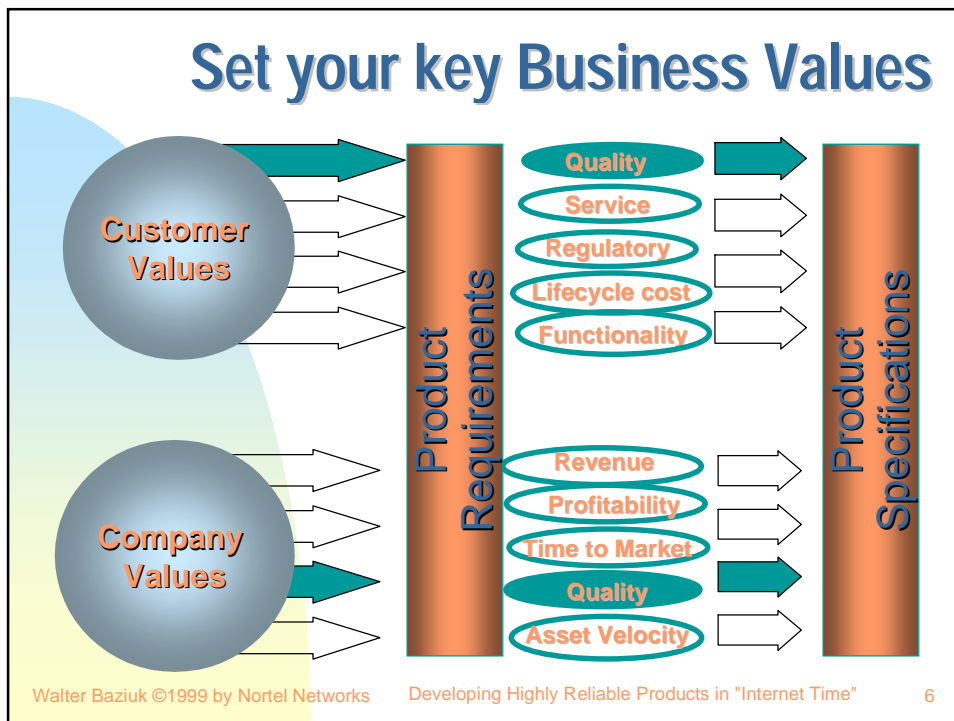 Set your key Business Values
Customer
Values
Product
Requirements
Quality
Service
Regulatory
Lifecycle cost
Functionality
Product
Specifications
Company
Values
Revenue
Profitability
Time to Market
Quality
Asset Velocity
Walter Baziuk ©1999 by Nortel Networks
Developing Highly Reliable Products in "Internet Time"
6